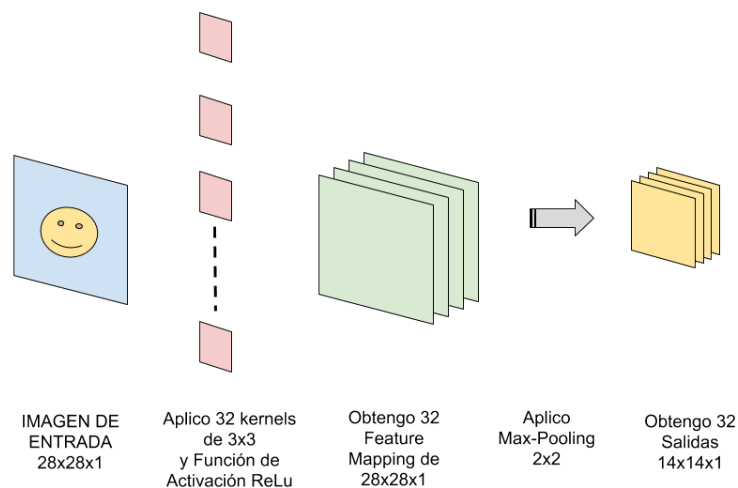 IMAGEN DE
ENTRADA
28x28x1
Aplico 32 kernels
de 3x3
y Función de
Activación ReLu
Obtengo 32
Feature
Mapping de
28x28x1
Aplico
Max-Pooling
2x2
Obtengo 32
Salidas
14x14x1